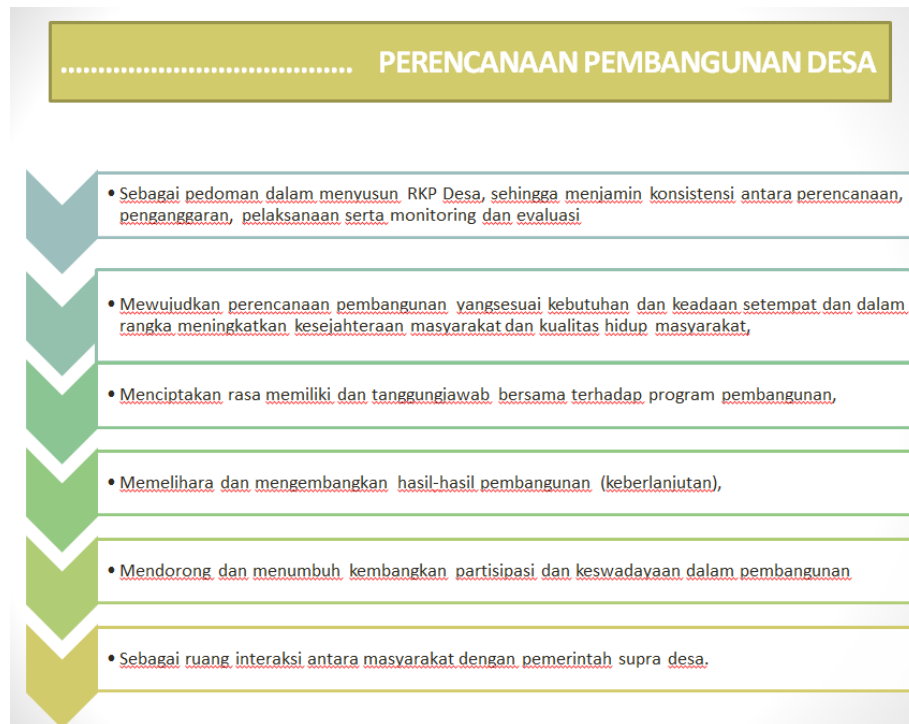 ....................................... PERENCANAAN PEMBANGUNAN DESA
• Sebagai pedoman dalam menyusun RKP Desa, sehingga menjamin konsistensi antara perencanaan,
penganggaran, pelaksanaan serta monitoring dan evaluasi
• Mewujudkan perencanaan pembangunan yangsesuai kebutuhan dan keadaan setempat dan dalam
rangka meningkatkan kesejahteraan masyarakat dan kualitas hidup masyarakat,
• Menciptakan rasa memiliki dan tanggungjawab bersama terhadap program pembangunan,
• Memelihara dan mengembangkan hasil-hasil pembangunan (keberlanjutan),
• Mendorong dan menumbuh kembangkan partisipasi dan keswadayaan dalam pembangunan
• Sebagai ruang interaksi antara masyarakat dengan pemerintah supra desa.